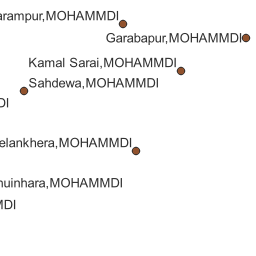 arampur,MOHAMMDI
Garabapur,MOHAMMDI
Kamal Sarai,MOHAMMDI
Sahdewa,MOHAMMDI
DI
elankhera,MOHAMMDI
huinhara,MOHAMMDI
MDI